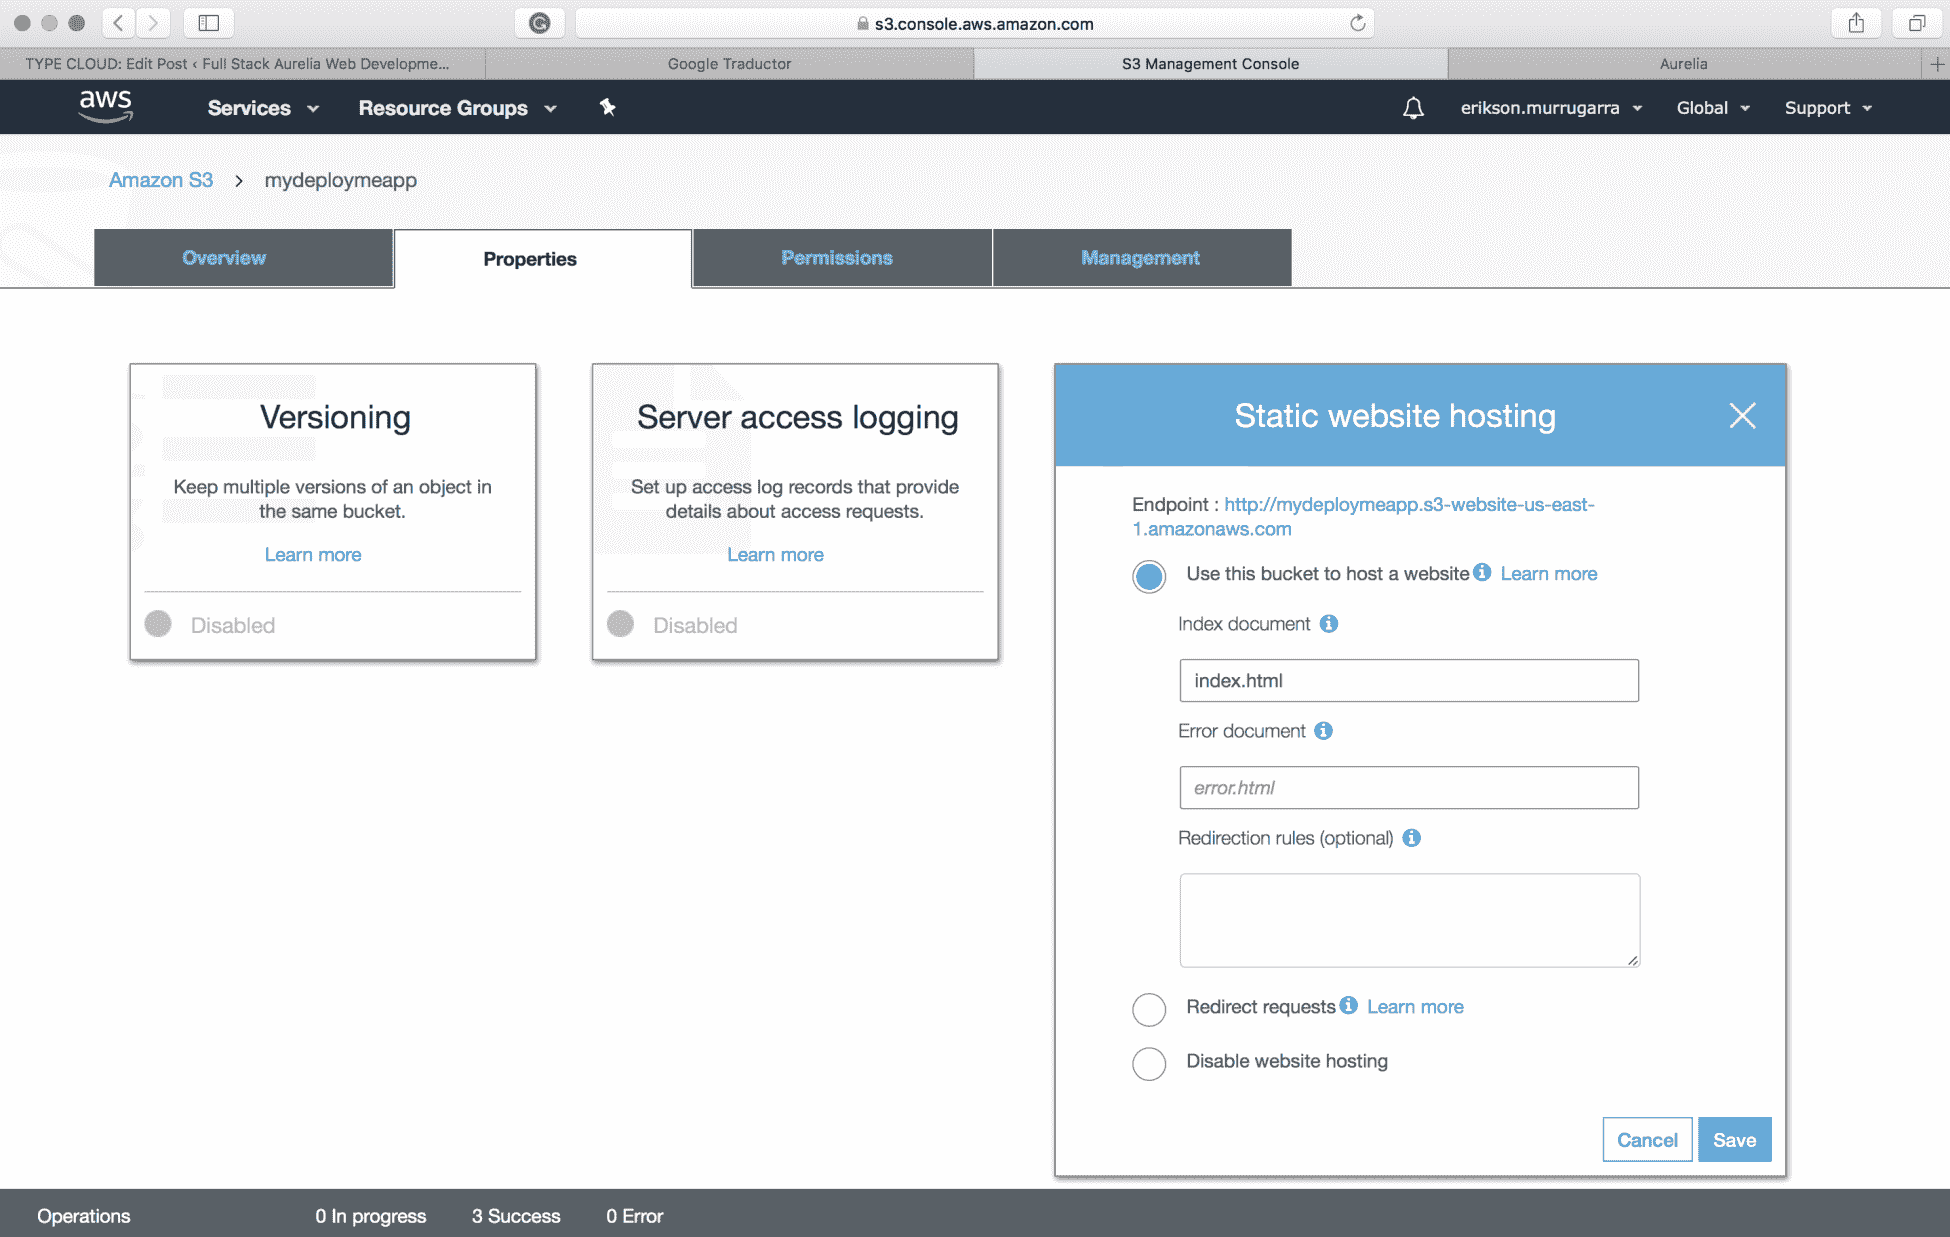 s3.console.aws.amazon.com
TYPE CLOUD: Edit Post ‹ Full Stack Aurelia Web Developme...
Google Traductor
S3 Management Console
Aurelia
aws
Services
Resource Groups
erikson.murrugarra
Global
Support
Amazon S3 > mydeploymeapp
Overview
Properties
Permissions
Management
Versioning
Keep multiple versions of an object in
the same bucket.
Learn more
Disabled
Server access logging
Set up access log records that provide
details about access requests.
Learn more
Disabled
Static website hosting
Endpoint : http://mydeploymeapp.s3-website-us-east-
1.amazonaws.com
Use this bucket to host a website Learn more
Index document
index.html
Error document
error.html
Redirection rules (optional)
Redirect requests Learn more
Disable website hosting
Cancel
Save
Operations
0 In progress
3 Success
0 Error